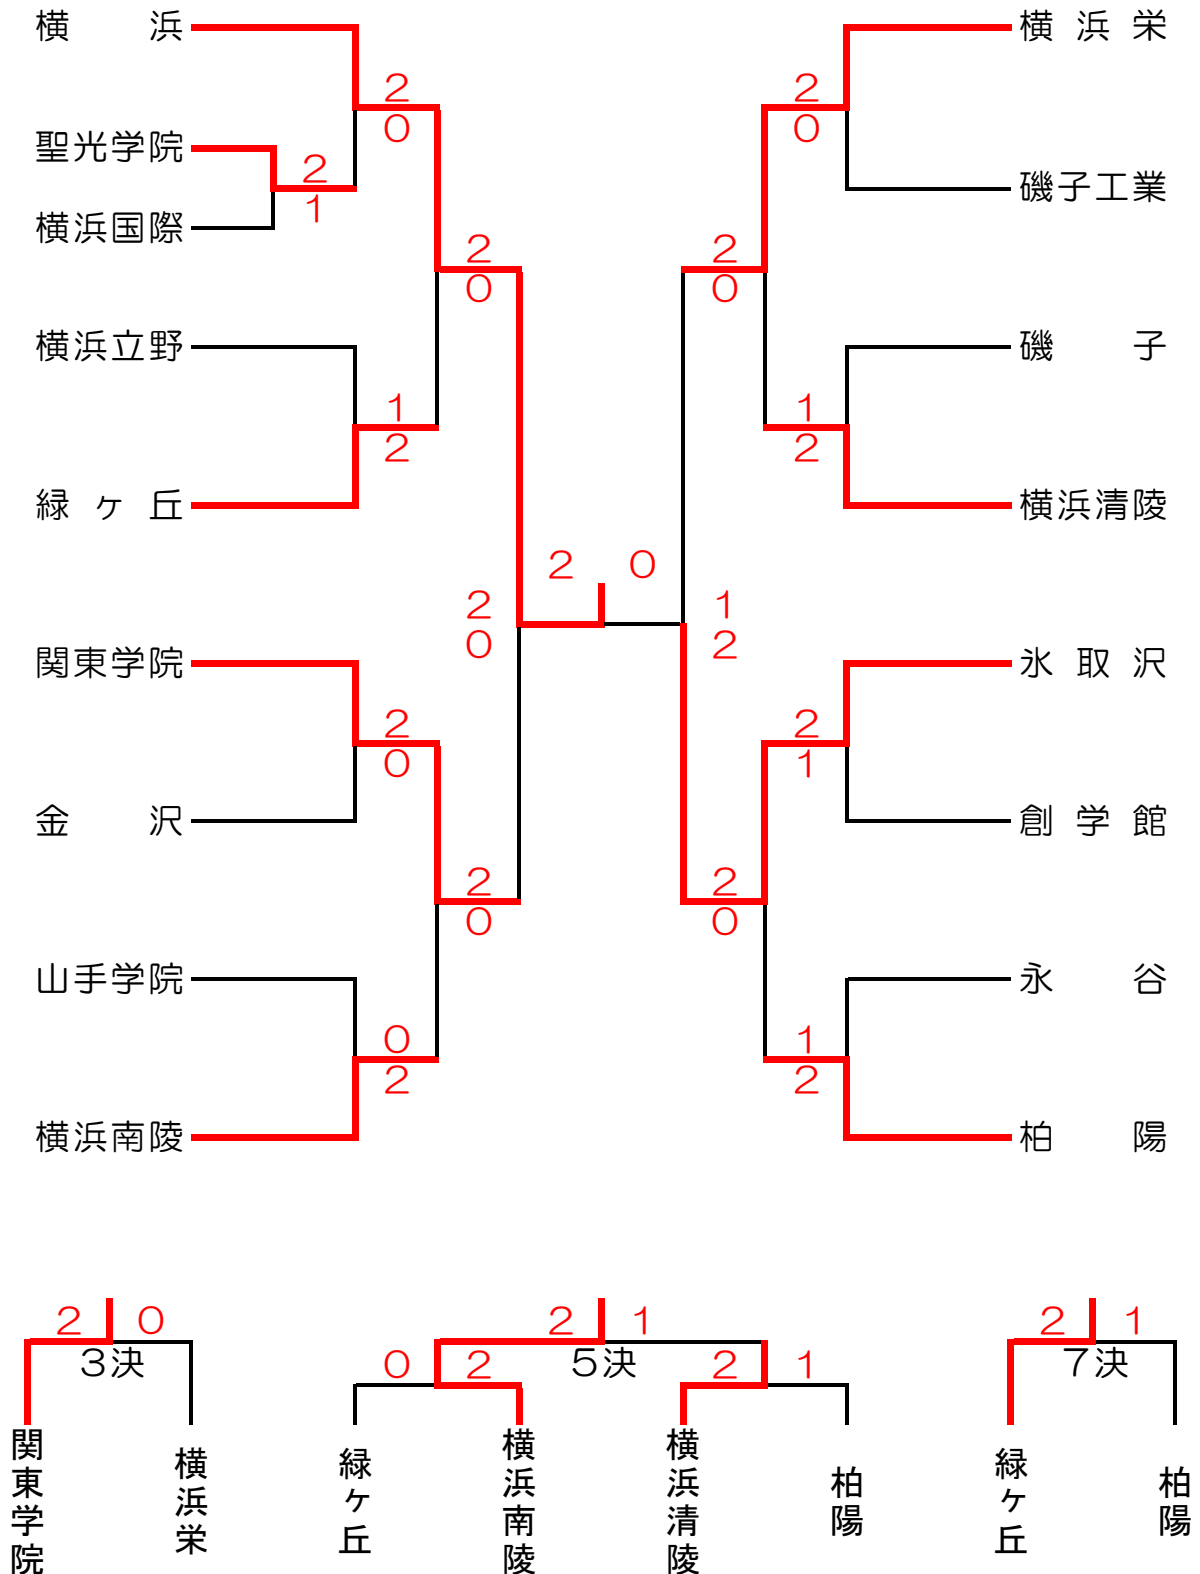 横浜
横浜栄
2
0
2
0
聖光学院
2
1
磯子工業
横浜国際
2
0
2
0
横浜立野
磯子
1
2
1
2
緑ヶ丘
横浜清陵
2 0
2
0
1
2
関東学院
氷取沢
2
0
2
1
金沢
創学館
2
0
2
0
山手学院
永谷
0
2
1
2
横浜南陵
柏陽
2 0
3決
関東学院
横浜栄
2 1
5決
0 2
2 1
緑ヶ丘
横浜南陵
横浜清陵
柏陽
2 1
7決
緑ヶ丘
柏陽